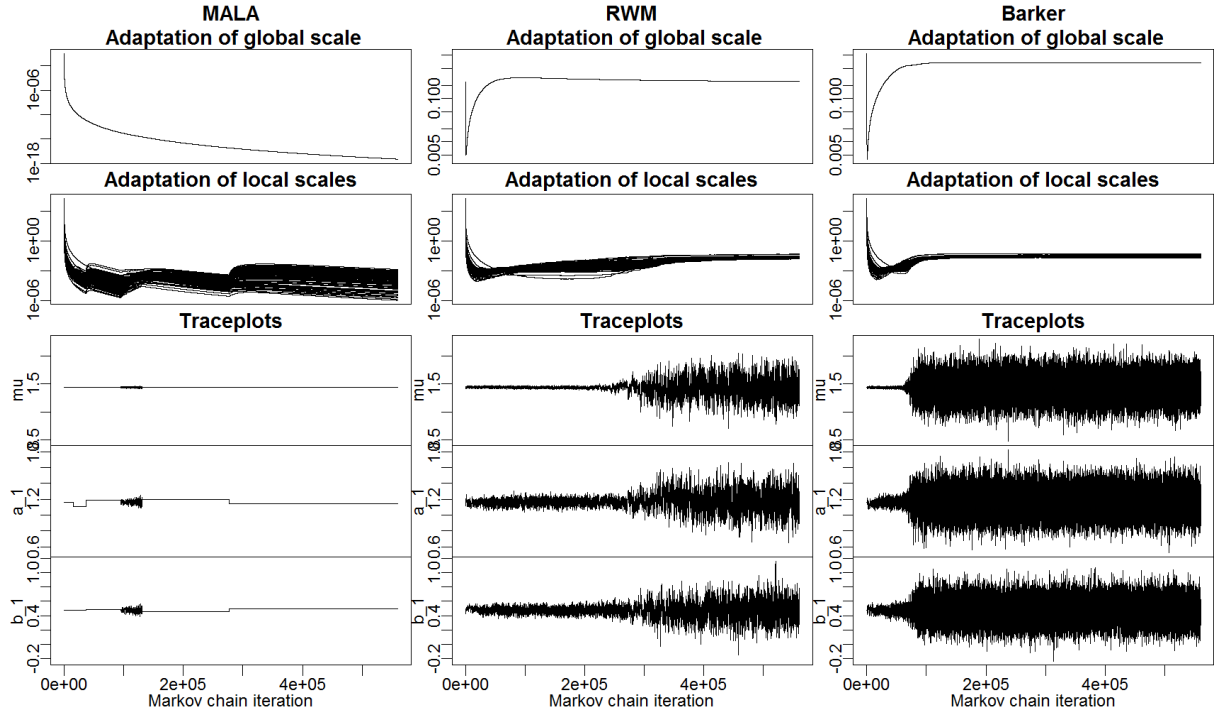 MALA
Adaptation of global scale
1e-06
1e-18
Adaptation of local scales
1e+00
1e-06
Traceplots
mu
1.5
a_1
1.2
0.6
b_1
1.0
0.4
-0.2
0e+00 2e+05 4e+05
Markov chain iteration
RWM
Adaptation of global scale
0.100
0.005
Adaptation of local scales
1e+00
1e-06
Traceplots
mu
1.5
a_1
1.2
0.6
b_1
1.0
0.4
-0.2
0e+00 2e+05 4e+05
Markov chain iteration
Barker
Adaptation of global scale
0.100
0.005
Adaptation of local scales
1e+00
1e-06
Traceplots
mu
1.5
a_1
1.2
0.6
b_1
1.0
0.4
-0.2
0e+00 2e+05 4e+05
Markov chain iteration